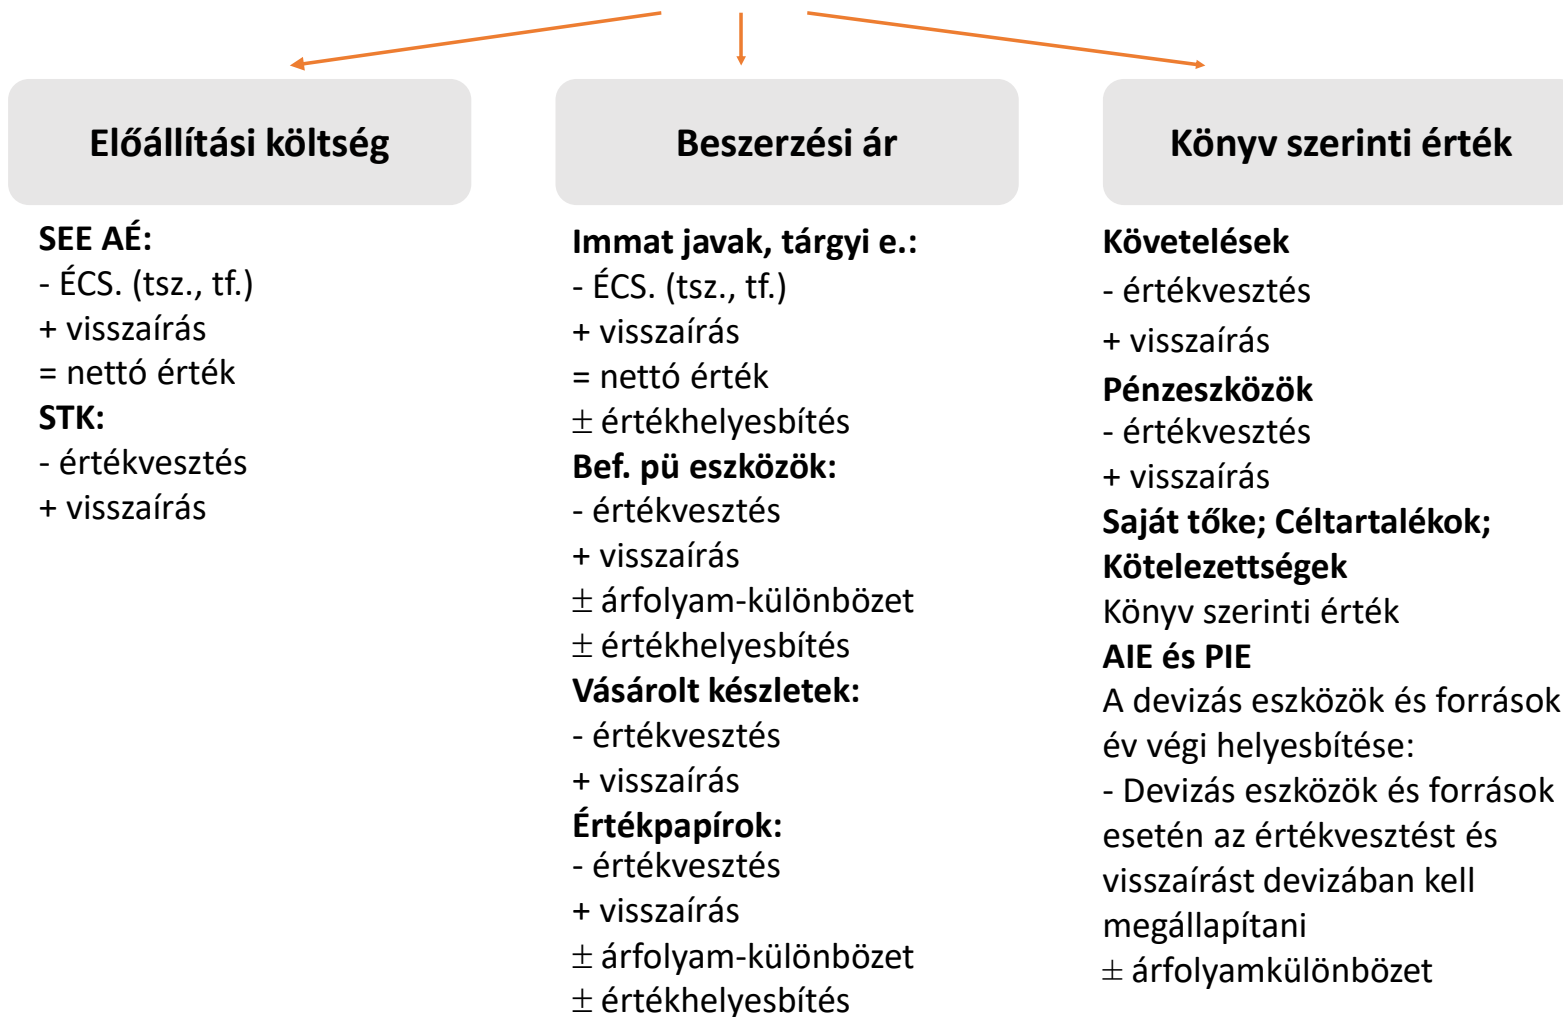 Előállítási költség
SEE AÉ:
- ÉCS. (tsz., tf.)
+ visszaírás
= nettó érték
STK:
- értékvesztés
+ visszaírás
Beszerzési ár
Immat javak, tárgyi e.:
- ÉCS. (tsz., tf.)
+ visszaírás
= nettó érték
± értékhelyesbítés
Bef. pü eszközök:
- értékvesztés
+ visszaírás
± árfolyam-különbözet
± értékhelyesbítés
Vásárolt készletek:
- értékvesztés
+ visszaírás
Értékpapírok:
- értékvesztés
+ visszaírás
± árfolyam-különbözet
± értékhelyesbítés
Könyv szerinti érték
Követelések
- értékvesztés
+ visszaírás
Pénzeszközök
- értékvesztés
+ visszaírás
Saját tőke; Céltartalékok;
Kötelezettségek
Könyv szerinti érték
AIE és PIE
A devizás eszközök és források
év végi helyesbítése:
- Devizás eszközök és források
esetén az értékvesztést és
visszaírást devizában kell
megállapítani
± árfolyamkülönbözet